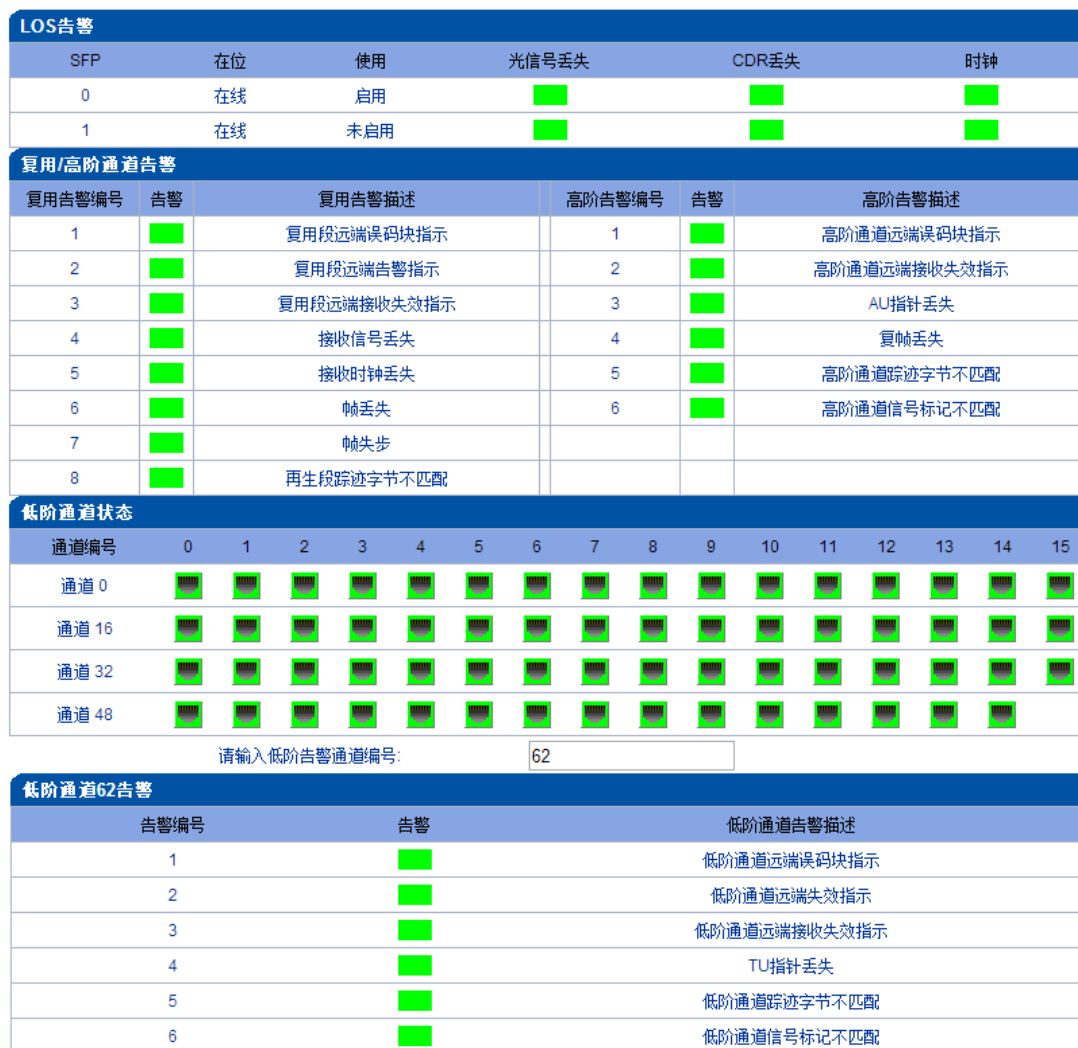 LOS告警
SFP 在位 使用 光信号丢失 CDR丢失 时钟
0 在线 启用
1 在线 未启用
复用/高阶通道告警
复用告警编号 告警 复用告警描述 高阶告警编号 告警 高阶告警描述
1 复用段远端误码块指示 1 高阶通道远端误码块指示
2 复用段远端告警指示 2 高阶通道远端接收失效指示
3 复用段远端接收失效指示 3 AU指针丢失
4 接收信号丢失 4 复帧丢失
5 接收时钟丢失 5 高阶通道踪迹字节不匹配
6 帧丢失 6 高阶通道信号标记不匹配
7 帧失步
8 再生段踪迹字节不匹配
低阶通道状态
通道编号 0 1 2 3 4 5 6 7 8 9 10 11 12 13 14 15
通道 0
通道 16
通道 32
通道 48
请输入低阶告警通道编号: 62
低阶通道62告警
告警编号 告警 低阶通道告警描述
1 低阶通道远端误码块指示
2 低阶通道远端失效指示
3 低阶通道远端接收失效指示
4 TU指针丢失
5 低阶通道踪迹字节不匹配
6 低阶通道信号标记不匹配